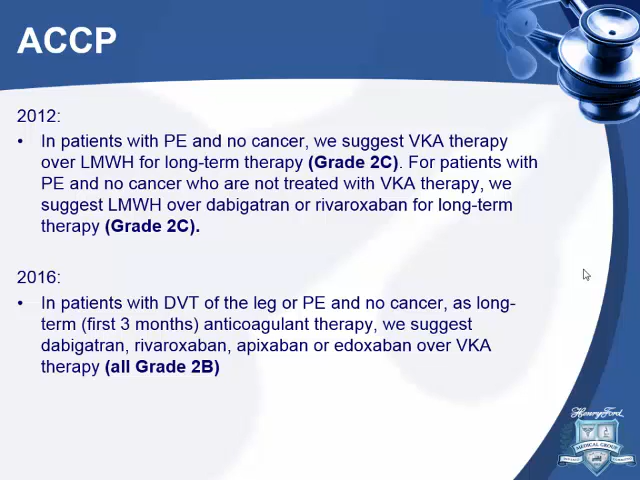 ACCP
2012:
• In patients with PE and no cancer, we suggest VKA therapy
over LMWH for long-term therapy (Grade 2C). For patients with
PE and no cancer who are not treated with VKA therapy, we
suggest LMWH over dabigatran or rivaroxaban for long-term
therapy (Grade 2C).
2016:
• In patients with DVT of the leg or PE and no cancer, as long-
term (first 3 months) anticoagulant therapy, we suggest
dabigatran, rivaroxaban, apixaban or edoxaban over VKA
therapy (all Grade 2B)
Henry Ford
MEDICAL GROUP